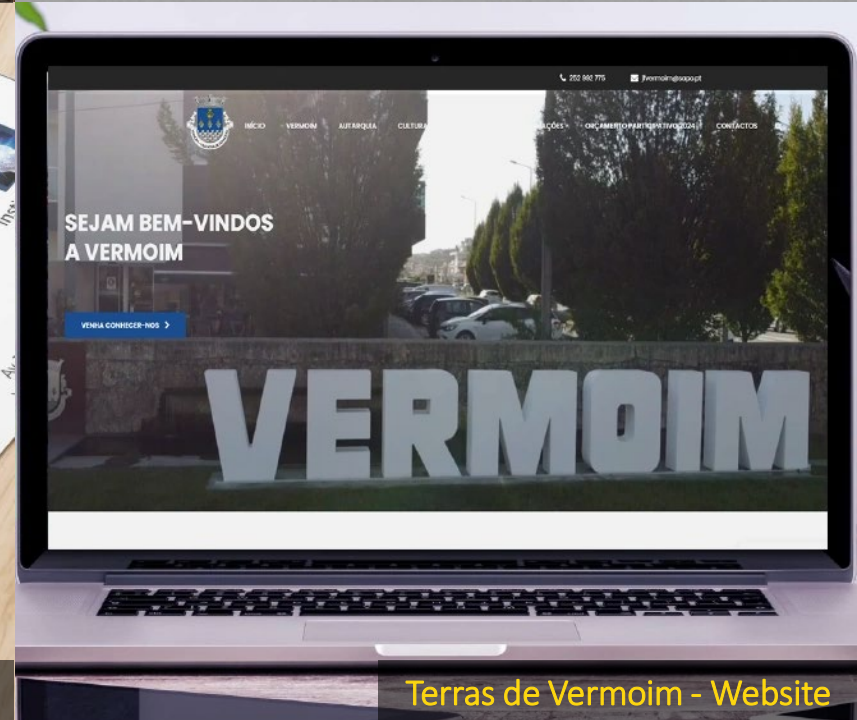 252 992 775 jfvermoim@sapo.pt
INÍCIO VERMOIM AUTARQUIA CULTURA ORÇAMENTO PARTICIPATIVO 2024 CONTACTOS
SEJAM BEM-VINDOS
A VERMOIM
VENHA CONHECER-NOS
VERMOIM
Terras de Vermoim - Website